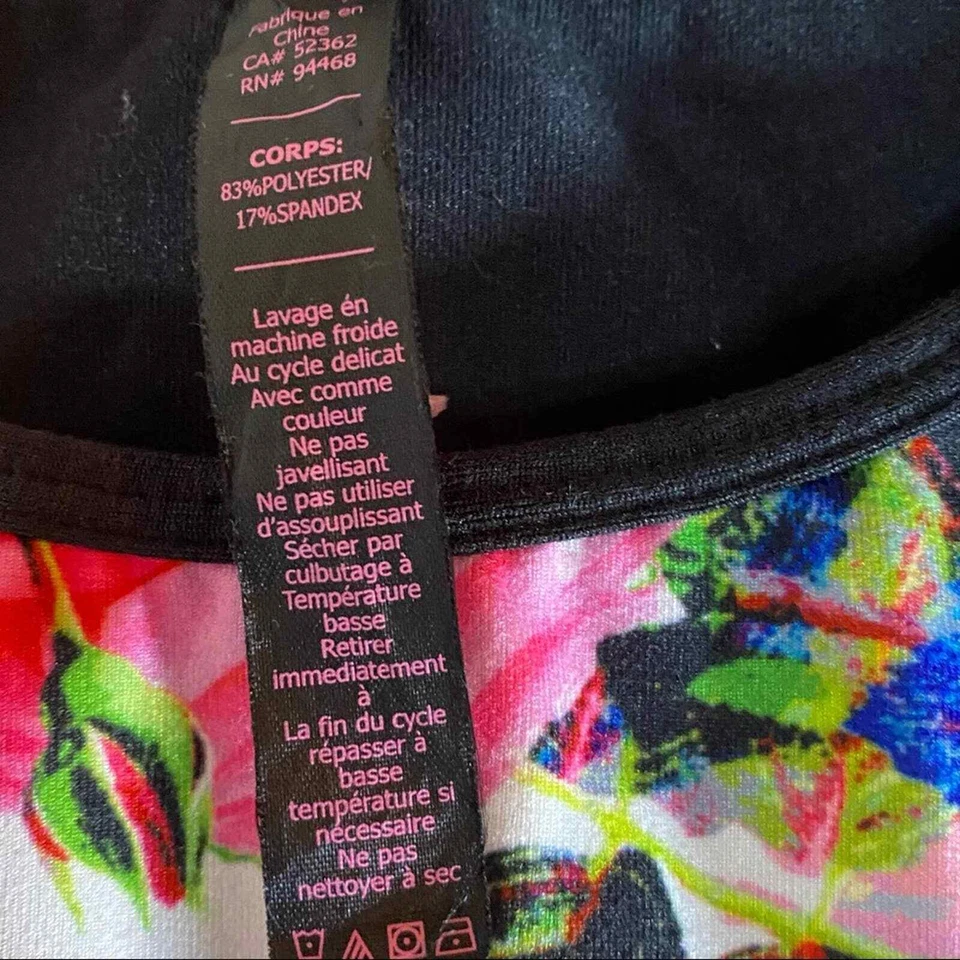 Fabriqué en
Chine
CA# 52362
RN# 94468
CORPS:
83%POLYESTER/
17%SPANDEX
Lavage én
machine froide
Au cycle delicat
Avec comme
couleur
Ne pas
javellisant
Ne pas utiliser
d'assouplissant
Sécher par
culbutage à
Température
basse
Retirer
immediatement
à
La fin du cycle
répasser à
basse
température si
nécessaire
Ne pas
nettoyer à sec